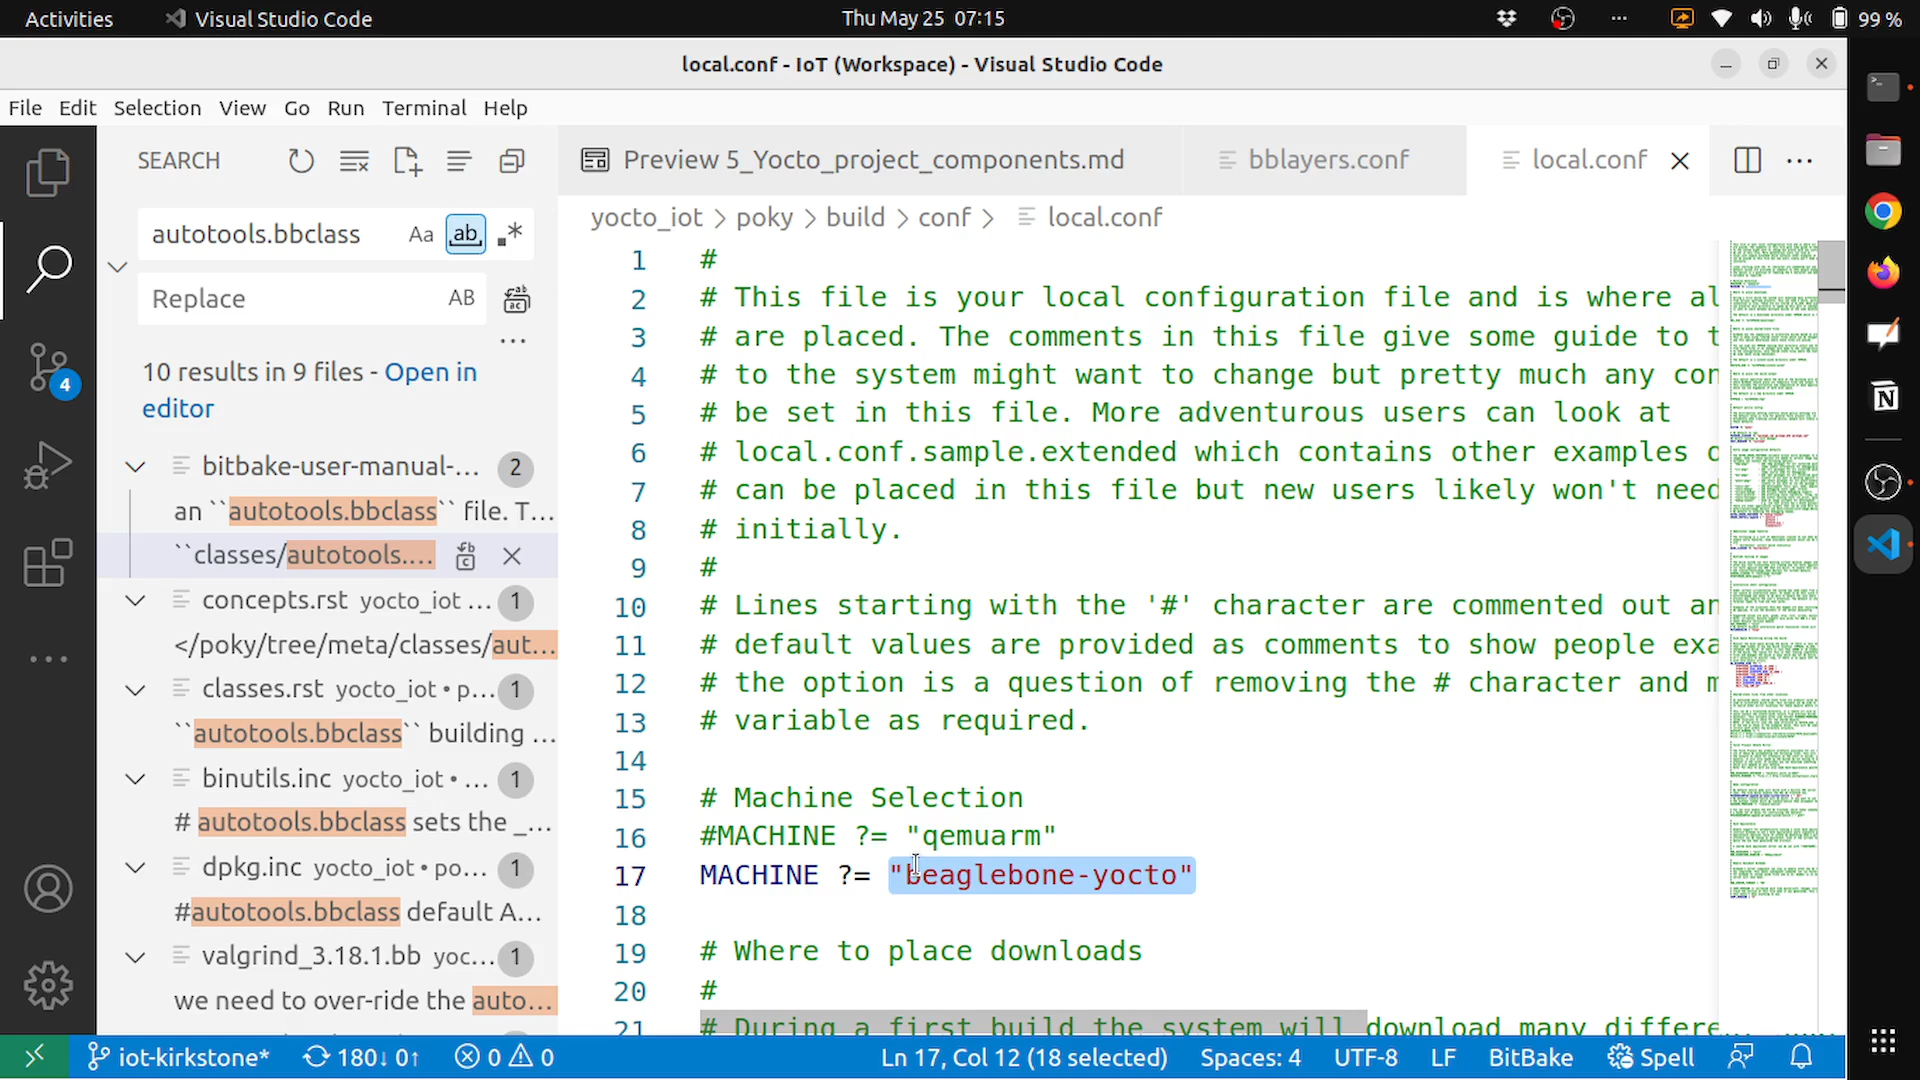 Activities
Visual Studio Code
Thu May 25 07:15
99 %
local.conf - IoT (Workspace) - Visual Studio Code
File Edit Selection View Go Run Terminal Help
SEARCH
autotools.bbclass
Aa
ab
Replace
AB
10 results in 9 files - Open in
editor
bitbake-user-manual-... 2
an ``autotools.bbclass`` file. T...
``classes/autotools....
concepts.rst yocto_iot ... 1
</poky/tree/meta/classes/aut...
classes.rst yocto_iot • p... 1
``autotools.bbclass`` building ...
binutils.inc yocto_iot • ... 1
# autotools.bbclass sets the _...
dpkg.inc yocto_iot • po... 1
#autotools.bbclass default A...
valgrind_3.18.1.bb yoc... 1
we need to over-ride the auto...
4
Preview 5_Yocto_project_components.md
bblayers.conf
local.conf
yocto_iot > poky > build > conf > local.conf
1 #
2 # This file is your local configuration file and is where al
3 # are placed. The comments in this file give some guide to t
4 # to the system might want to change but pretty much any con
5 # be set in this file. More adventurous users can look at
6 # local.conf.sample.extended which contains other examples o
7 # can be placed in this file but new users likely won't need
8 # initially.
9 #
10 # Lines starting with the '#' character are commented out an
11 # default values are provided as comments to show people exa
12 # the option is a question of removing the # character and m
13 # variable as required.
14
15 # Machine Selection
16 #MACHINE ?= "qemuarm"
17 MACHINE ?= "beaglebone-yocto"
18
19 # Where to place downloads
20 #
21 # During a first build the system will download many differe
iot-kirkstone*
180↓ 0↑
0
0
Ln 17, Col 12 (18 selected)
Spaces: 4
UTF-8
LF
BitBake
Spell